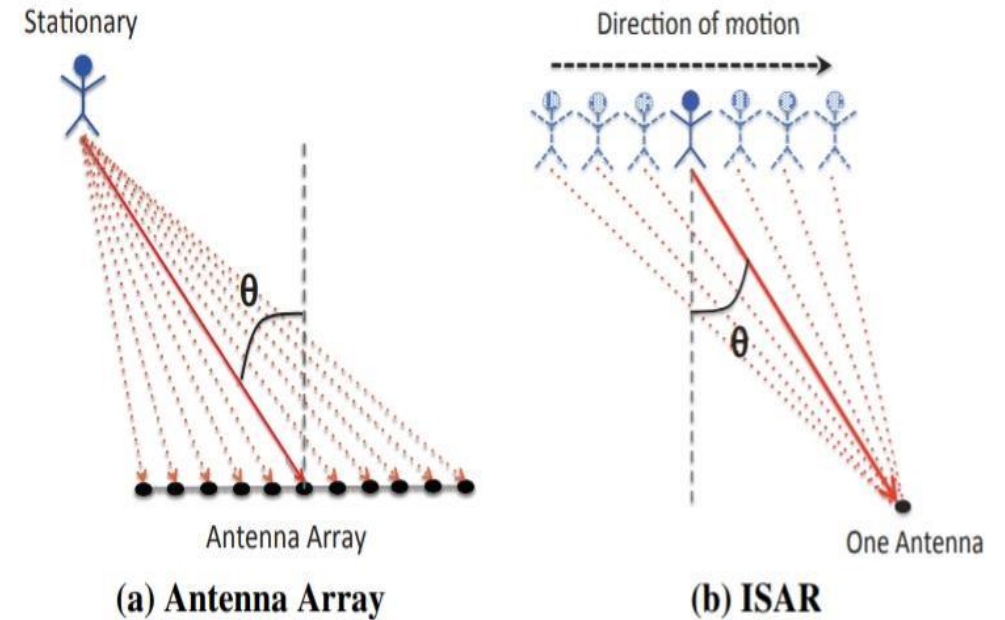 Stationary
θ
Antenna Array
(a) Antenna Array
Direction of motion
θ
One Antenna
(b) ISAR